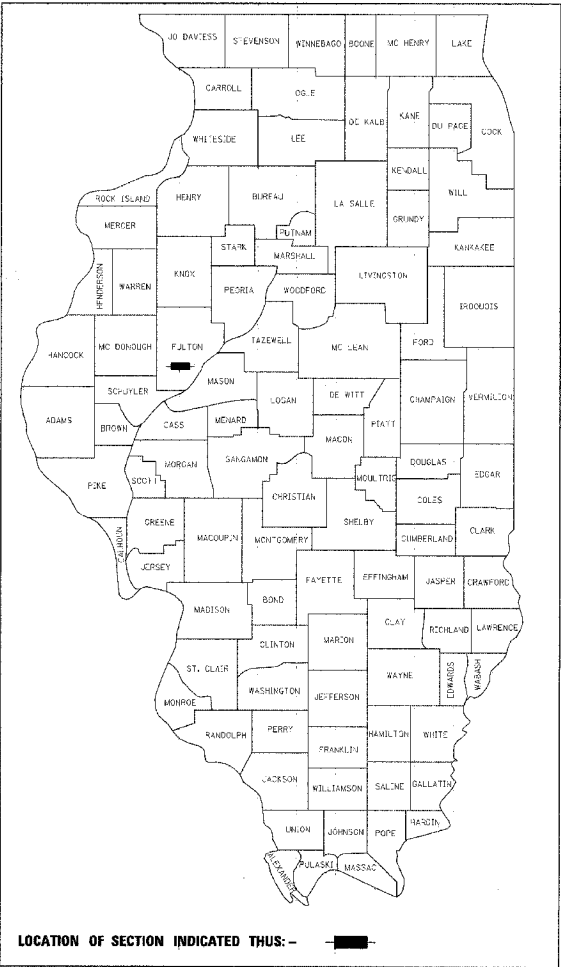 JO DAVIESS STEVENSON WINNEBAGO BOONE MC HENRY LAKE
CARROLL OGLE DE KALB KANE DU PAGE COOK
WHITESIDE LEE KENDALL WILL
ROCK ISLAND HENRY BUREAU LA SALLE GRUNDY
MERCER PUTNAM KANKAKEE
STARK MARSHALL
HENDERSON WARREN KNOX PEORIA WOODFORD LIVINGSTON IROQUOIS
HANCOCK MC DONOUGH FULTON TAZEWELL MC LEAN FORD
MASON
SCHUYLER LOGAN DE WITT CHAMPAIGN VERMILION
ADAMS BROWN CASS MENARD MACON PIATT
MORGAN SANGAMON DOUGLAS
PIKE SCOTT CHRISTIAN MOULTRIE COLES EDGAR
GREENE MACOUPIN MONTGOMERY SHELBY CUMBERLAND CLARK
CALHOUN JERSEY
FAYETTE EFFINGHAM JASPER CRAWFORD
MADISON BOND CLAY RICHLAND LAWRENCE
CLINTON MARION
ST. CLAIR WAYNE EDWARDS WABASH
MONROE WASHINGTON JEFFERSON
RANDOLPH PERRY HAMILTON WHITE
FRANKLIN
JACKSON WILLIAMSON SALINE GALLATIN
UNION JOHNSON POPE HARDIN
ALEXANDER PULASKI MASSAC
LOCATION OF SECTION INDICATED THUS:-